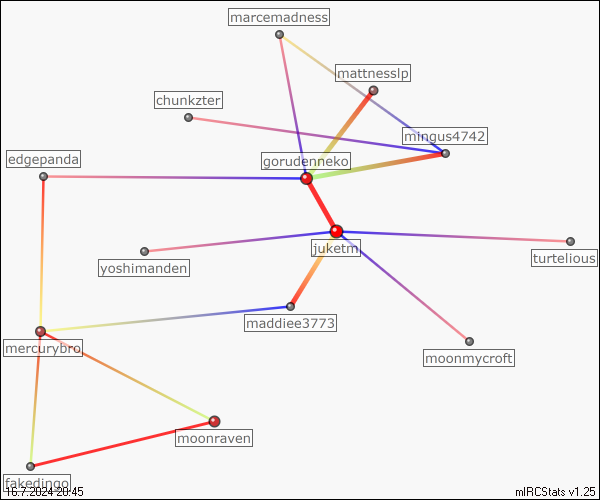 marcemadness
mattnesslp
chunkzter
mingus4742
gorudenneko
edgepanda
juketm
turtelious
yoshimanden
maddiee3773
mercurybro
moonmycroft
moonraven
fakedingo
16.7.2024 20:45
mIRCStats v1.25